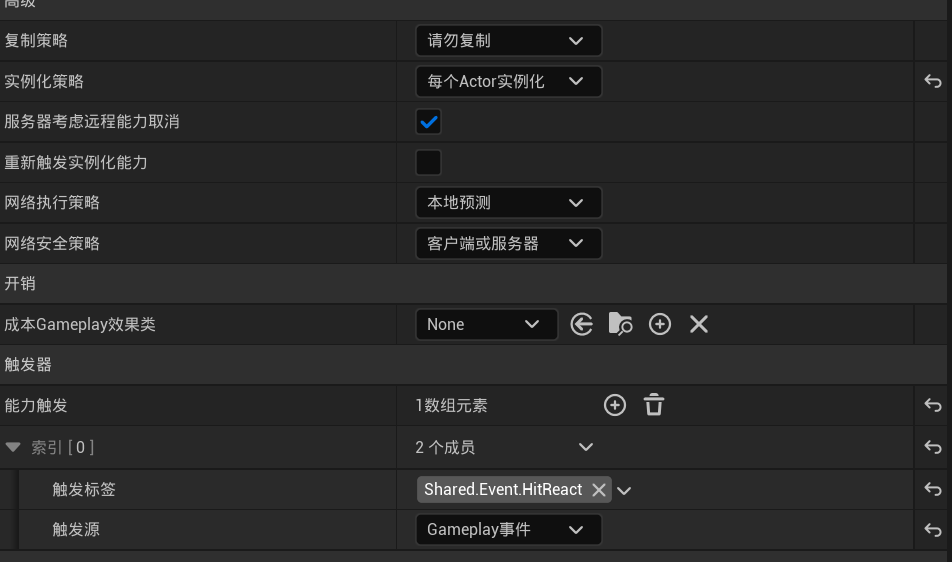 高级
复制策略 请勿复制
实例化策略 每个Actor实例化
服务器考虑远程能力取消
重新触发实例化能力
网络执行策略 本地预测
网络安全策略 客户端或服务器
开销
成本Gameplay效果类 None
触发器
能力触发 1数组元素
索引 [ 0 ] 2 个成员
触发标签 Shared.Event.HitReact
触发源 Gameplay事件